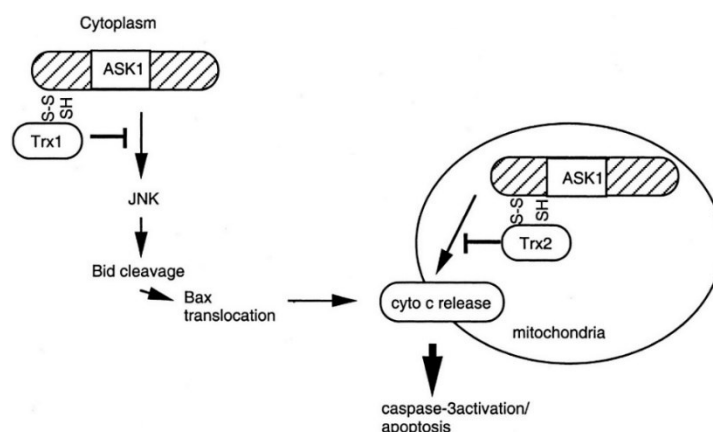 Cytoplasm
ASK1
S-S
SH
Trx1
JNK
Bid cleavage
Bax
translocation
ASK1
S-S
SH
Trx2
cyto c release
mitochondria
caspase-3activation/
apoptosis